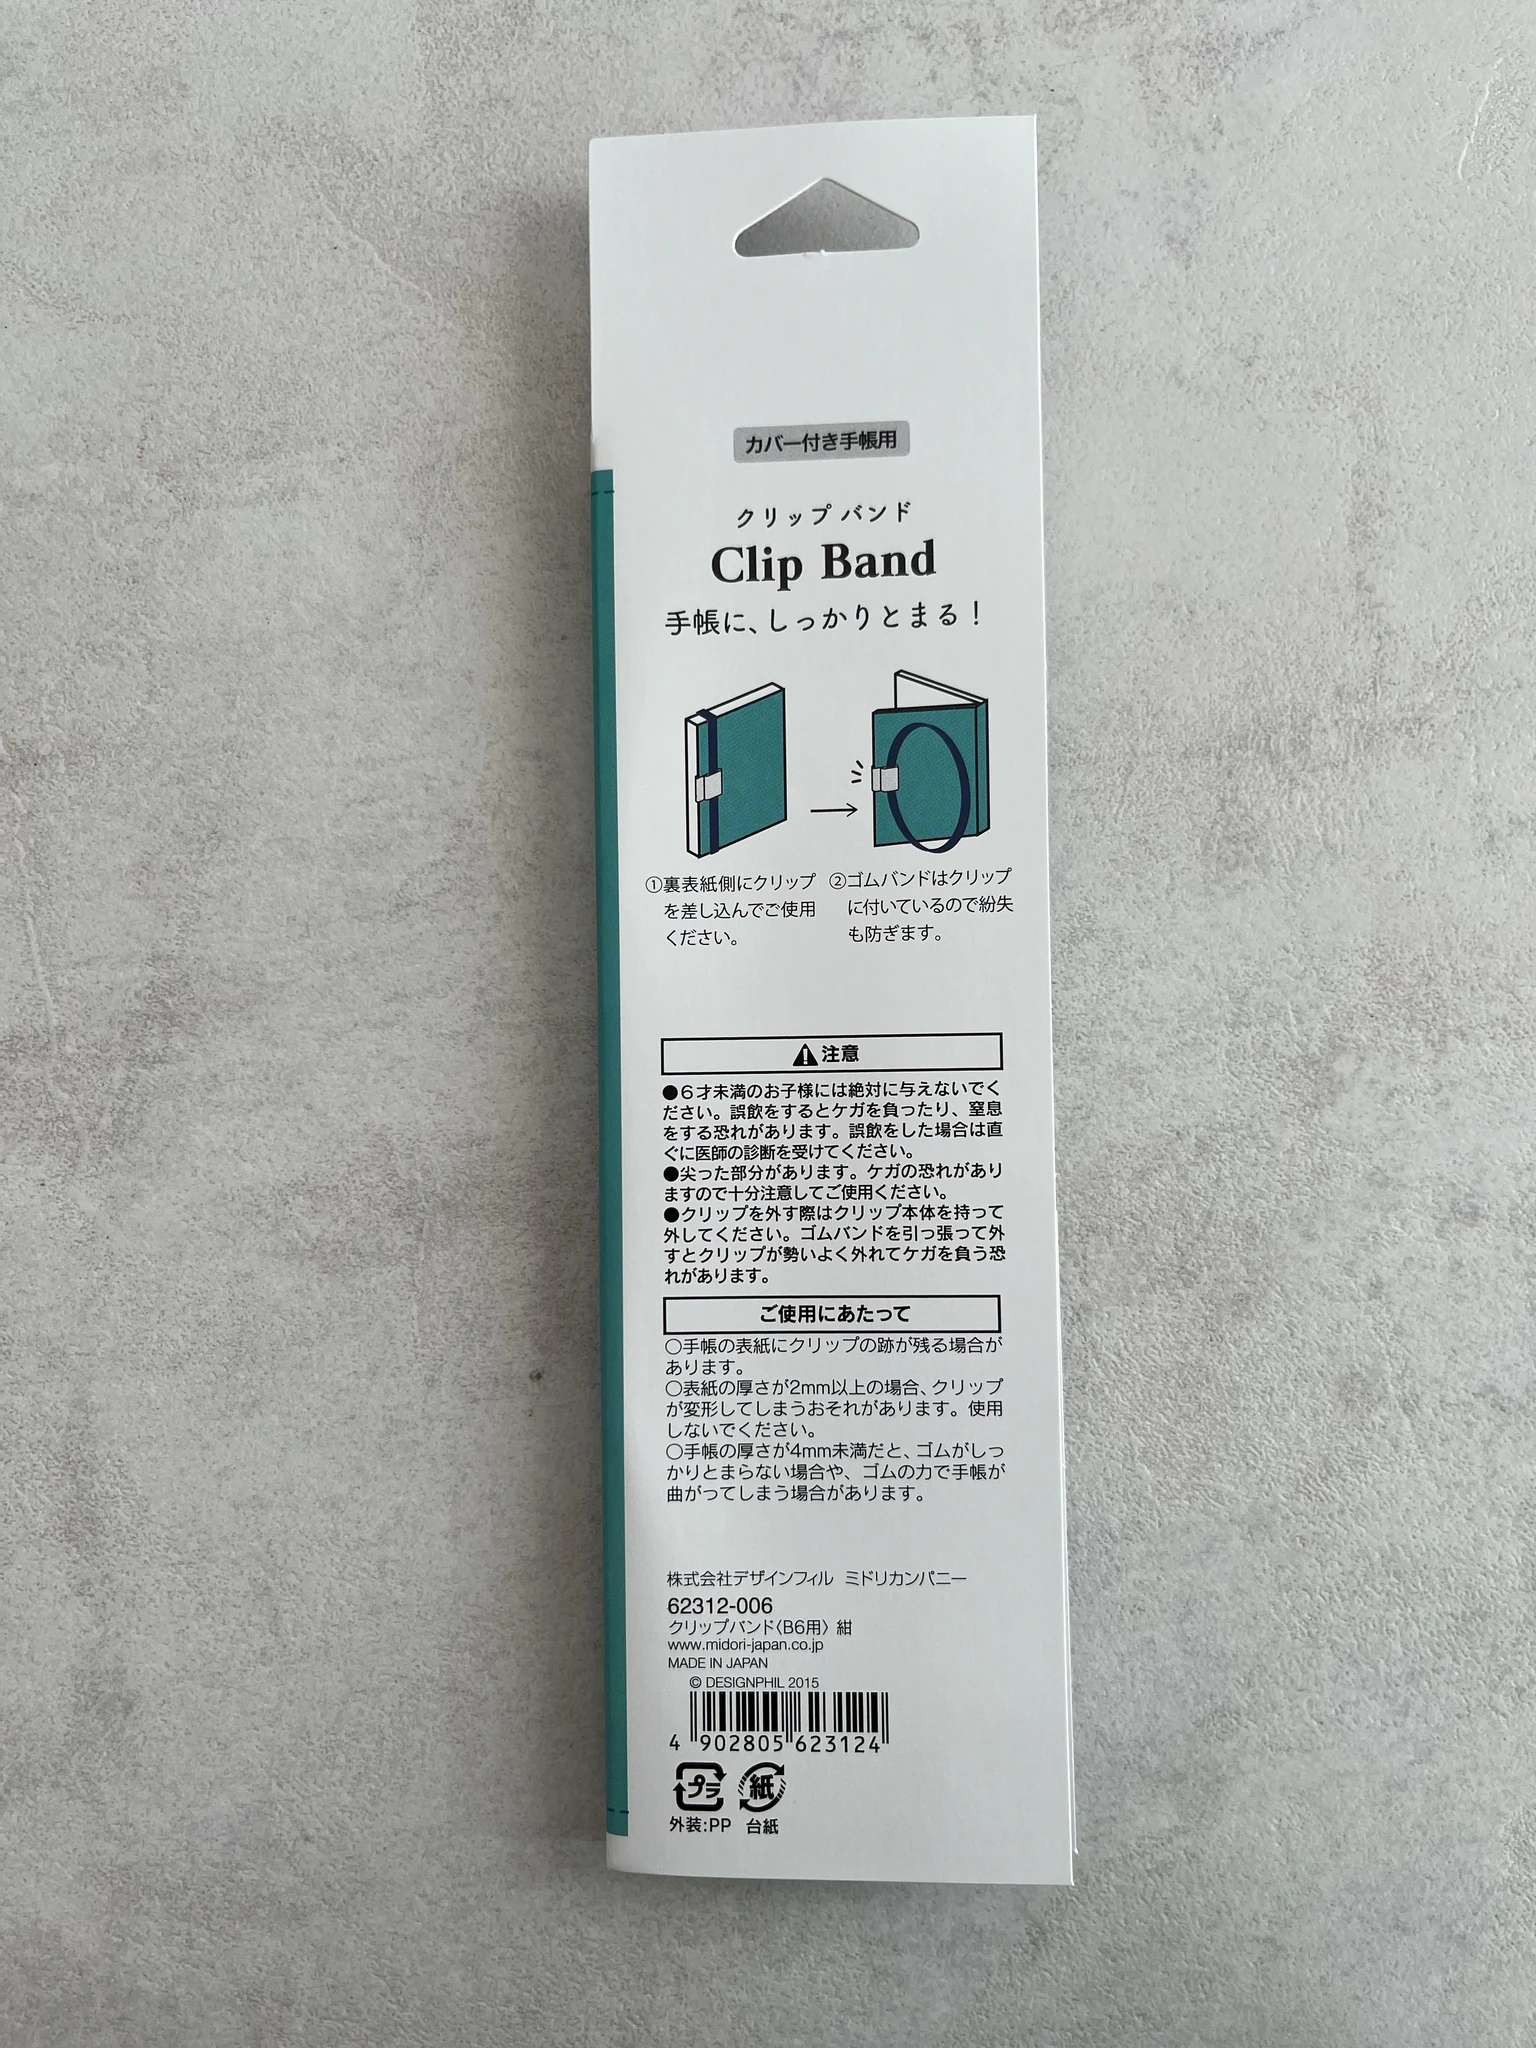 カバー付き手帳用
クリップ バンド
Clip Band
手帳に、しっかりとまる！
①裏表紙側にクリップ
を差し込んでご使用
ください。
②ゴムバンドはクリップ
に付いているので紛失
も防ぎます。
注意
●６才未満のお子様には絶対に与えないでく
ださい。誤飲をするとケガを負ったり、窒息
をする恐れがあります。誤飲をした場合は直
ぐに医師の診断を受けてください。
●尖った部分があります。ケガの恐れがあり
ますので十分注意してご使用ください。
●クリップを外す際はクリップ本体を持って
外してください。ゴムバンドを引っ張って外
すとクリップが勢いよく外れてケガを負う恐
れがあります。
ご使用にあたって
○手帳の表紙にクリップの跡が残る場合が
あります。
○表紙の厚さが2mm以上の場合、クリップ
が変形してしまうおそれがあります。使用
しないでください。
○手帳の厚さが4mm未満だと、ゴムがしっ
かりとまらない場合や、ゴムの力で手帳が
曲がってしまう場合があります。
株式会社デザインフィル ミドリカンパニー
62312-006
クリップバンド〈B6用〉 紺
www.midori-japan.co.jp
MADE IN JAPAN
© DESIGNPHIL 2015
4 902805 623124
プラ 紙
外装:PP 台紙